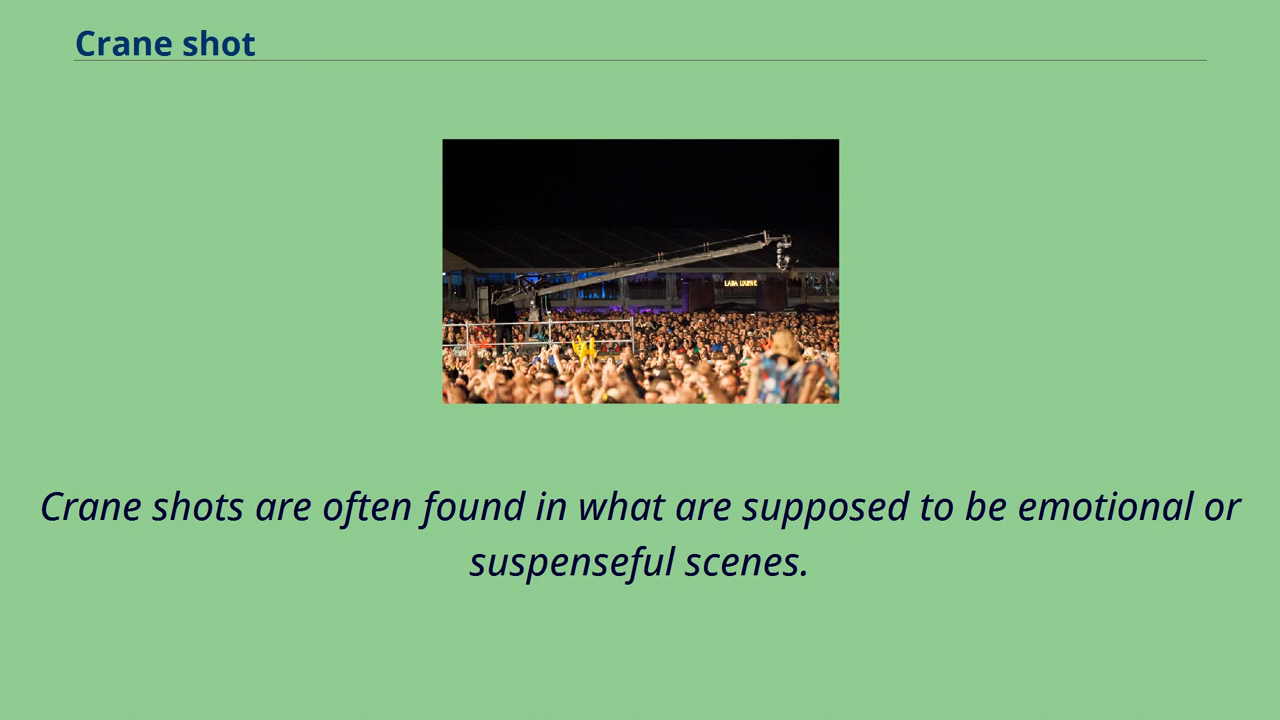 Crane shot
Crane shots are often found in what are supposed to be emotional or
suspenseful scenes.